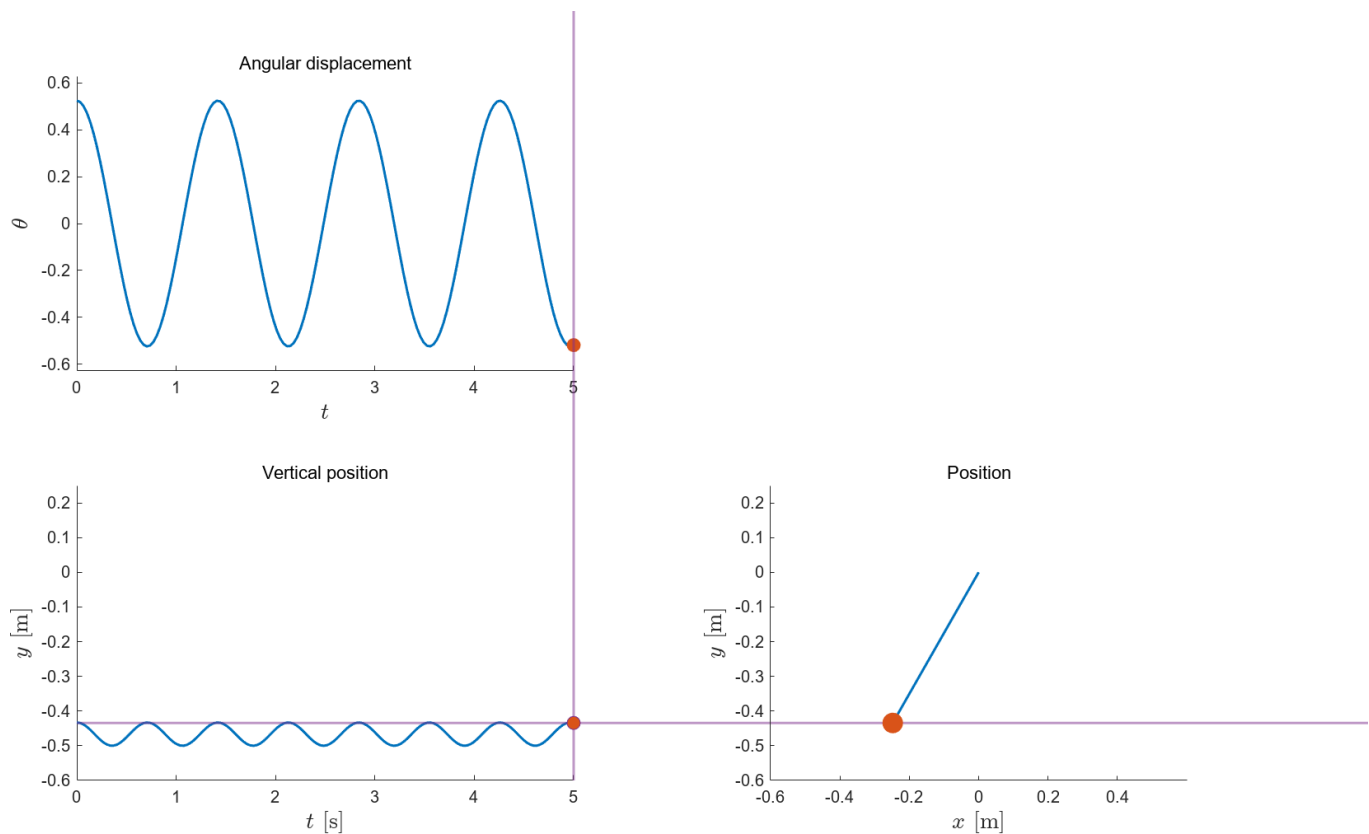 Angular displacement
0.6
0.4
0.2
0
-0.2
-0.4
-0.6
θ
0 1 2 3 4 5
t
Vertical position
0.2
0.1
0
-0.1
-0.2
-0.3
-0.4
-0.5
-0.6
y [m]
0 1 2 3 4 5
t [s]
Position
0.2
0.1
0
-0.1
-0.2
-0.3
-0.4
-0.5
-0.6
y [m]
-0.6 -0.4 -0.2 0 0.2 0.4
x [m]